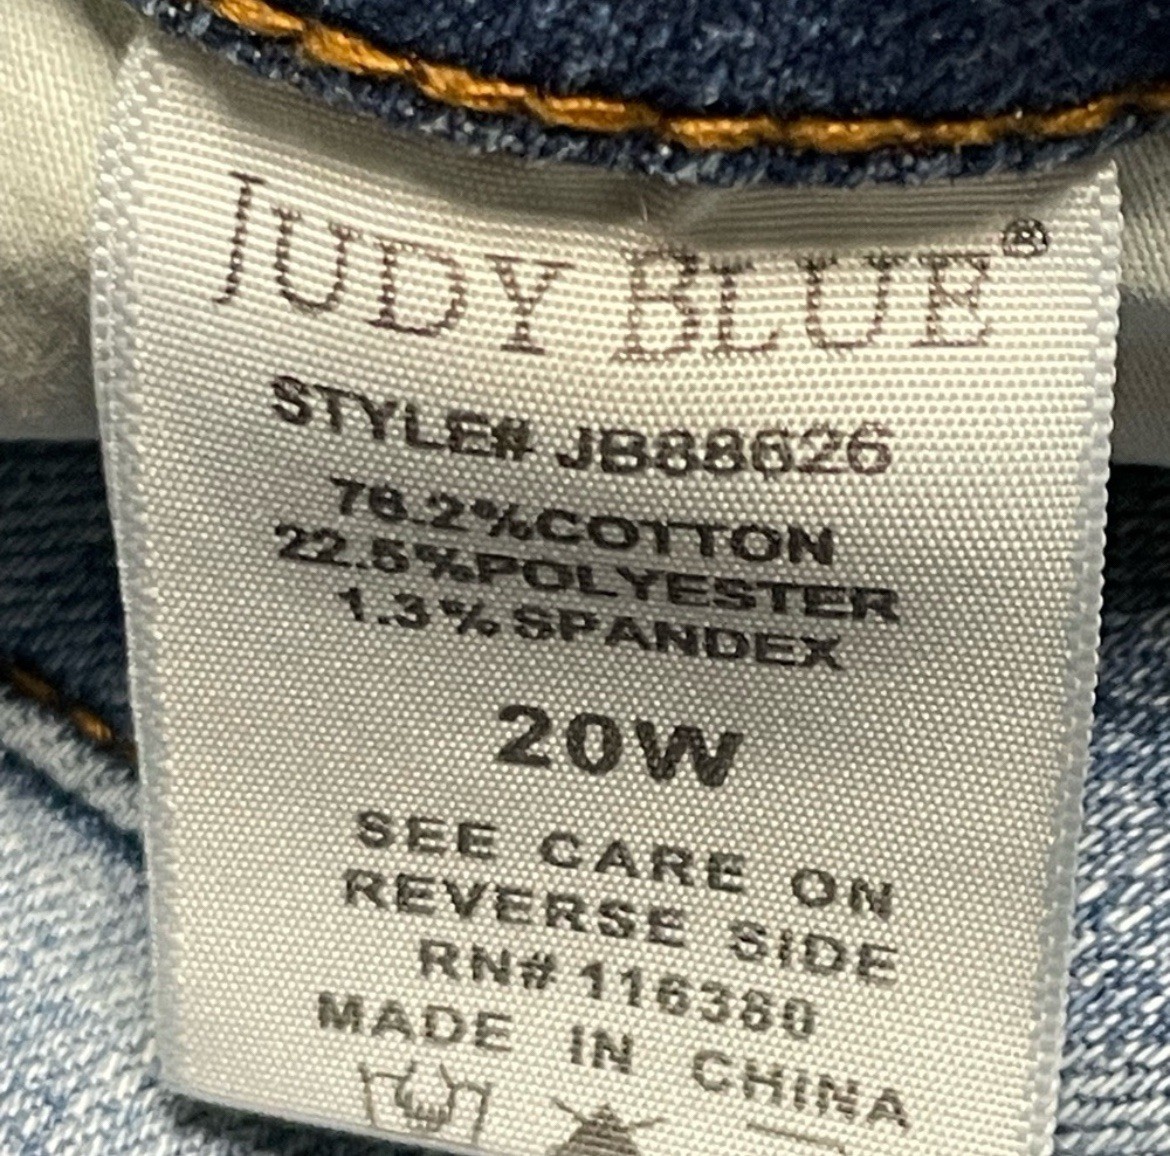 JUDY BLUE®
STYLE# JB88626
76.2%COTTON
22.5%POLYESTER
1.3%SPANDEX
20W
SEE CARE ON
REVERSE SIDE
RN# 116380
MADE IN CHINA